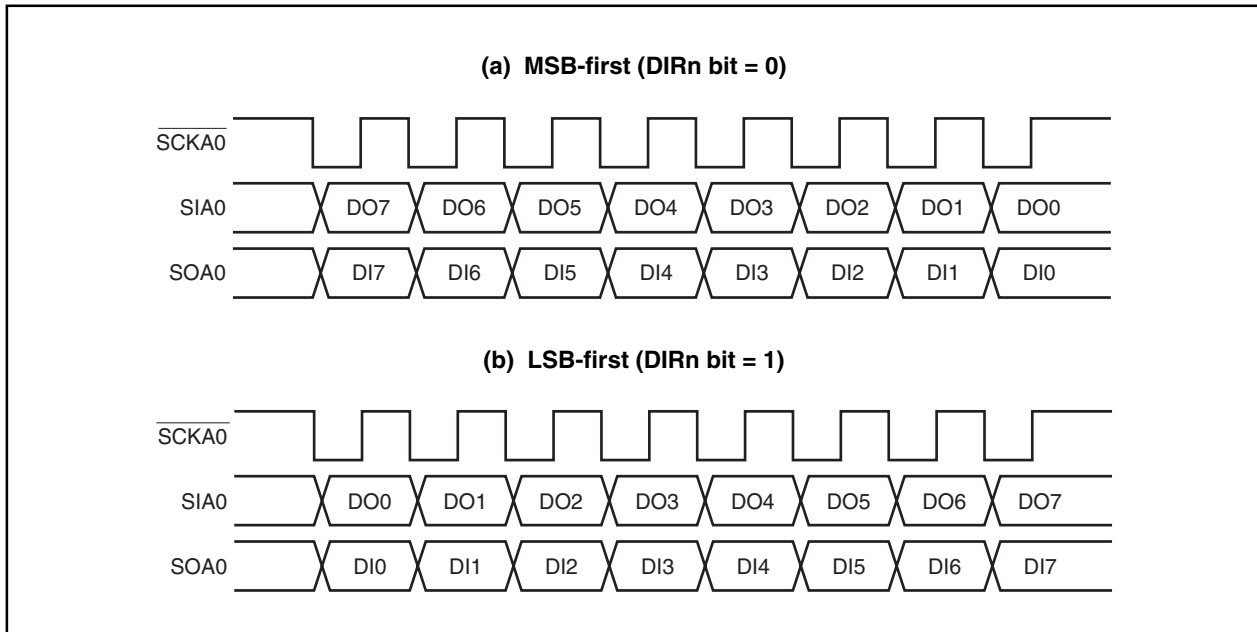 (a) MSB-first (DIRn bit = 0)
SCKA0
SIA0 DO7 DO6 DO5 DO4 DO3 DO2 DO1 DO0
SOA0 DI7 DI6 DI5 DI4 DI3 DI2 DI1 DI0
(b) LSB-first (DIRn bit = 1)
SCKA0
SIA0 DO0 DO1 DO2 DO3 DO4 DO5 DO6 DO7
SOA0 DI0 DI1 DI2 DI3 DI4 DI5 DI6 DI7